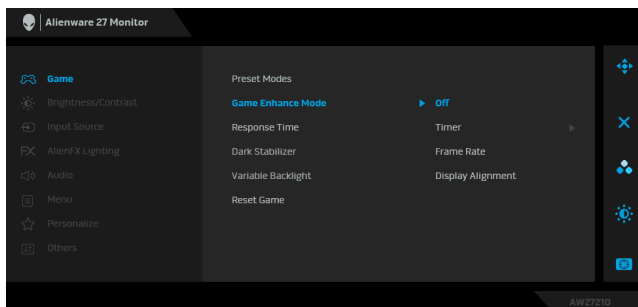 Alienware 27 Monitor
Game
Brightness/Contrast
Input Source
AlienFX Lighting
Audio
Menu
Personalize
Others
Preset Modes
Game Enhance Mode
Response Time
Dark Stabilizer
Variable Backlight
Reset Game
Off
Timer
Frame Rate
Display Alignment
AW2721D